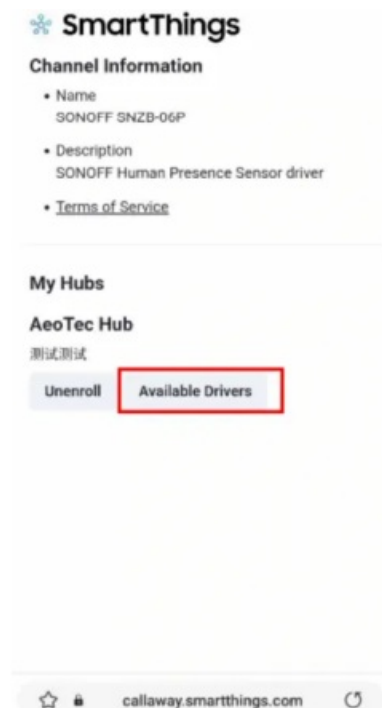 SmartThings
Channel Information
• Name
SONOFF SNZB-06P
• Description
SONOFF Human Presence Sensor driver
• Terms of Service
My Hubs
AeoTec Hub
测试测试
Unenroll
Available Drivers
callaway.smartthings.com